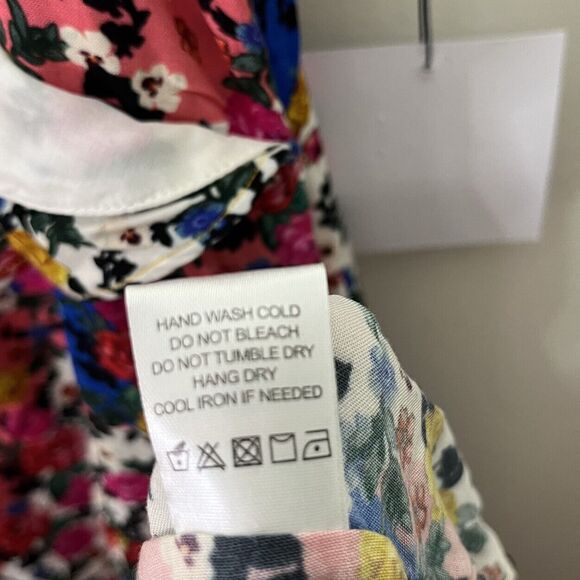 HAND WASH COLD
DO NOT BLEACH
DO NOT TUMBLE DRY
HANG DRY
COOL IRON IF NEEDED